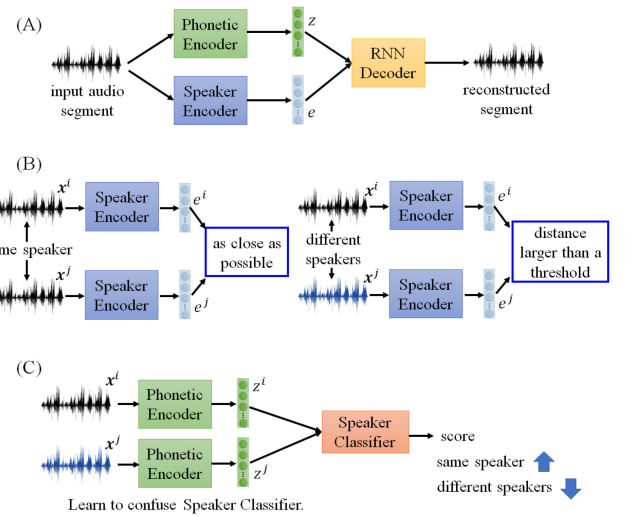 (A)
Phonetic
Encoder
z
input audio
segment
Speaker
Encoder
e
RNN
Decoder
reconstructed
segment
(B)
x^i
Speaker
Encoder
e^i
me speaker
as close as
possible
x^j
Speaker
Encoder
e^j
x^i
Speaker
Encoder
e^i
different
speakers
distance
larger than a
threshold
x^j
Speaker
Encoder
e^j
(C)
x^i
Phonetic
Encoder
z^i
x^j
Phonetic
Encoder
z^j
Speaker
Classifier
score
same speaker
different speakers
Learn to confuse Speaker Classifier.